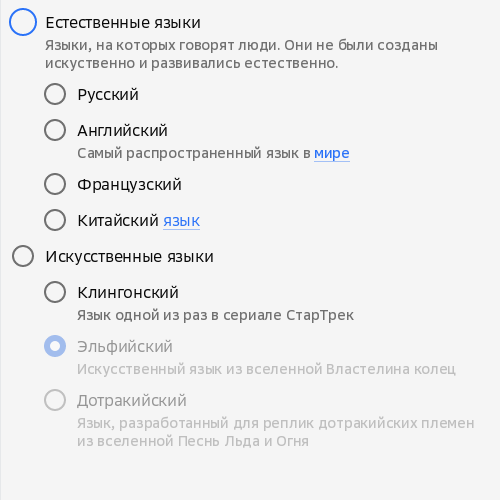 Естественные языки
Языки, на которых говорят люди. Они не были созданы
искуственно и развивались естественно.
Русский
Английский
Самый распространенный язык в мире
Французский
Китайский язык
Искусственные языки
Клингонский
Язык одной из раз в сериале СтарТрек
Эльфийский
Искусственный язык из вселенной Властелина колец
Дотракийский
Язык, разработанный для реплик дотракийских племен
из вселенной Песнь Льда и Огня